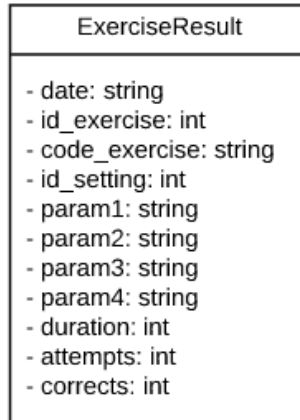 ExerciseResult
- date: string
- id_exercise: int
- code_exercise: string
- id_setting: int
- param1: string
- param2: string
- param3: string
- param4: string
- duration: int
- attempts: int
- corrects: int